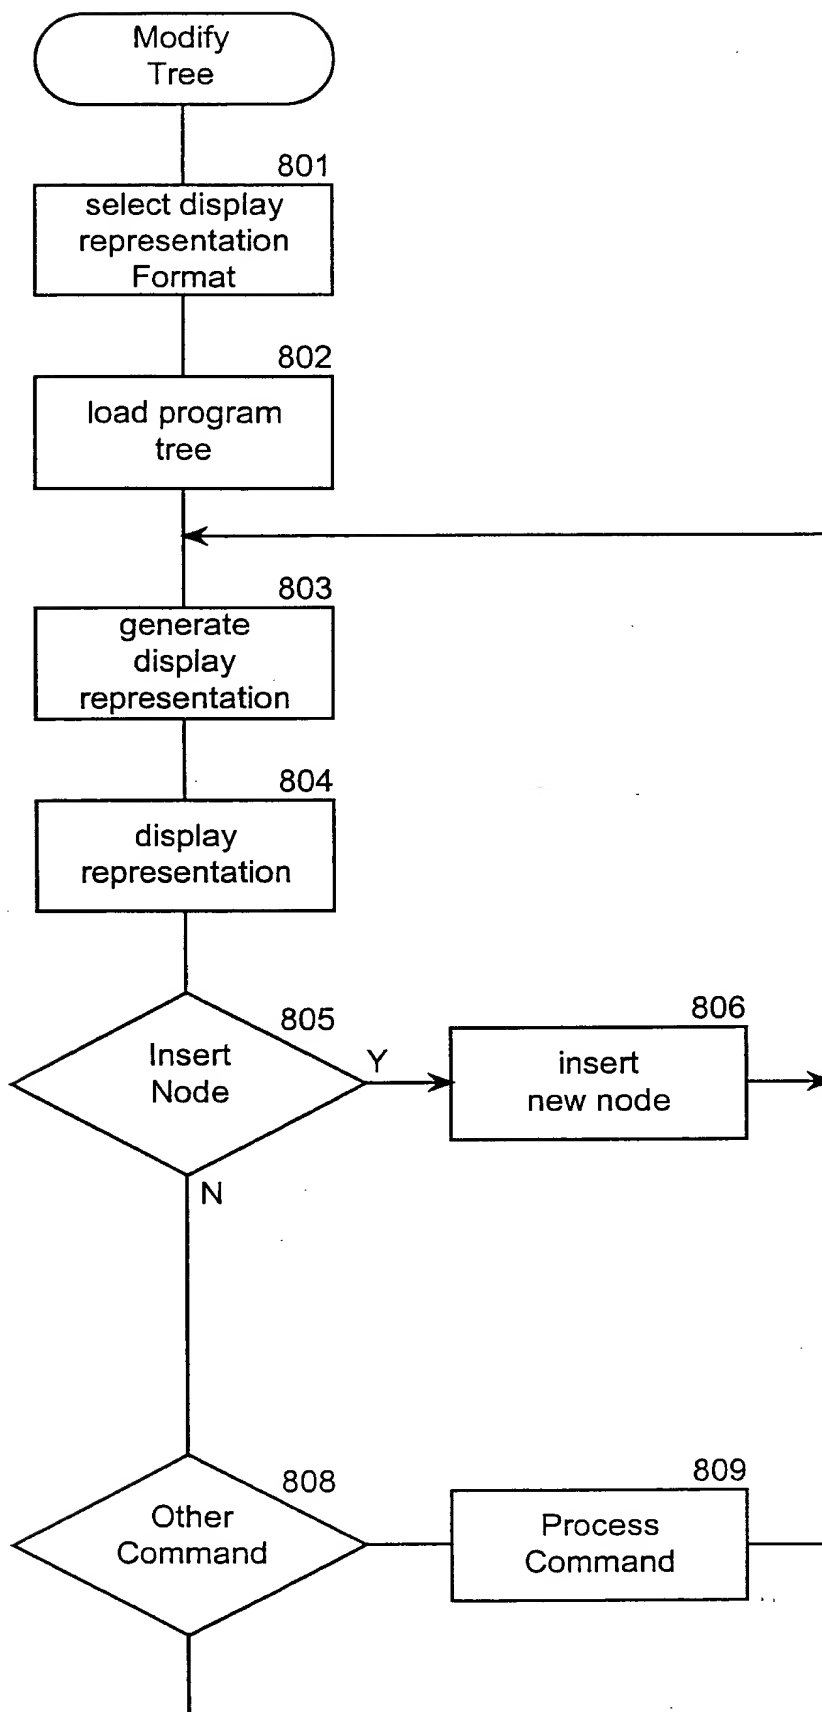 Modify
Tree
801
select display
representation
Format
802
load program
tree
803
generate
display
representation
804
display
representation
805
Insert
Node
Y
N
806
insert
new node
808
Other
Command
809
Process
Command